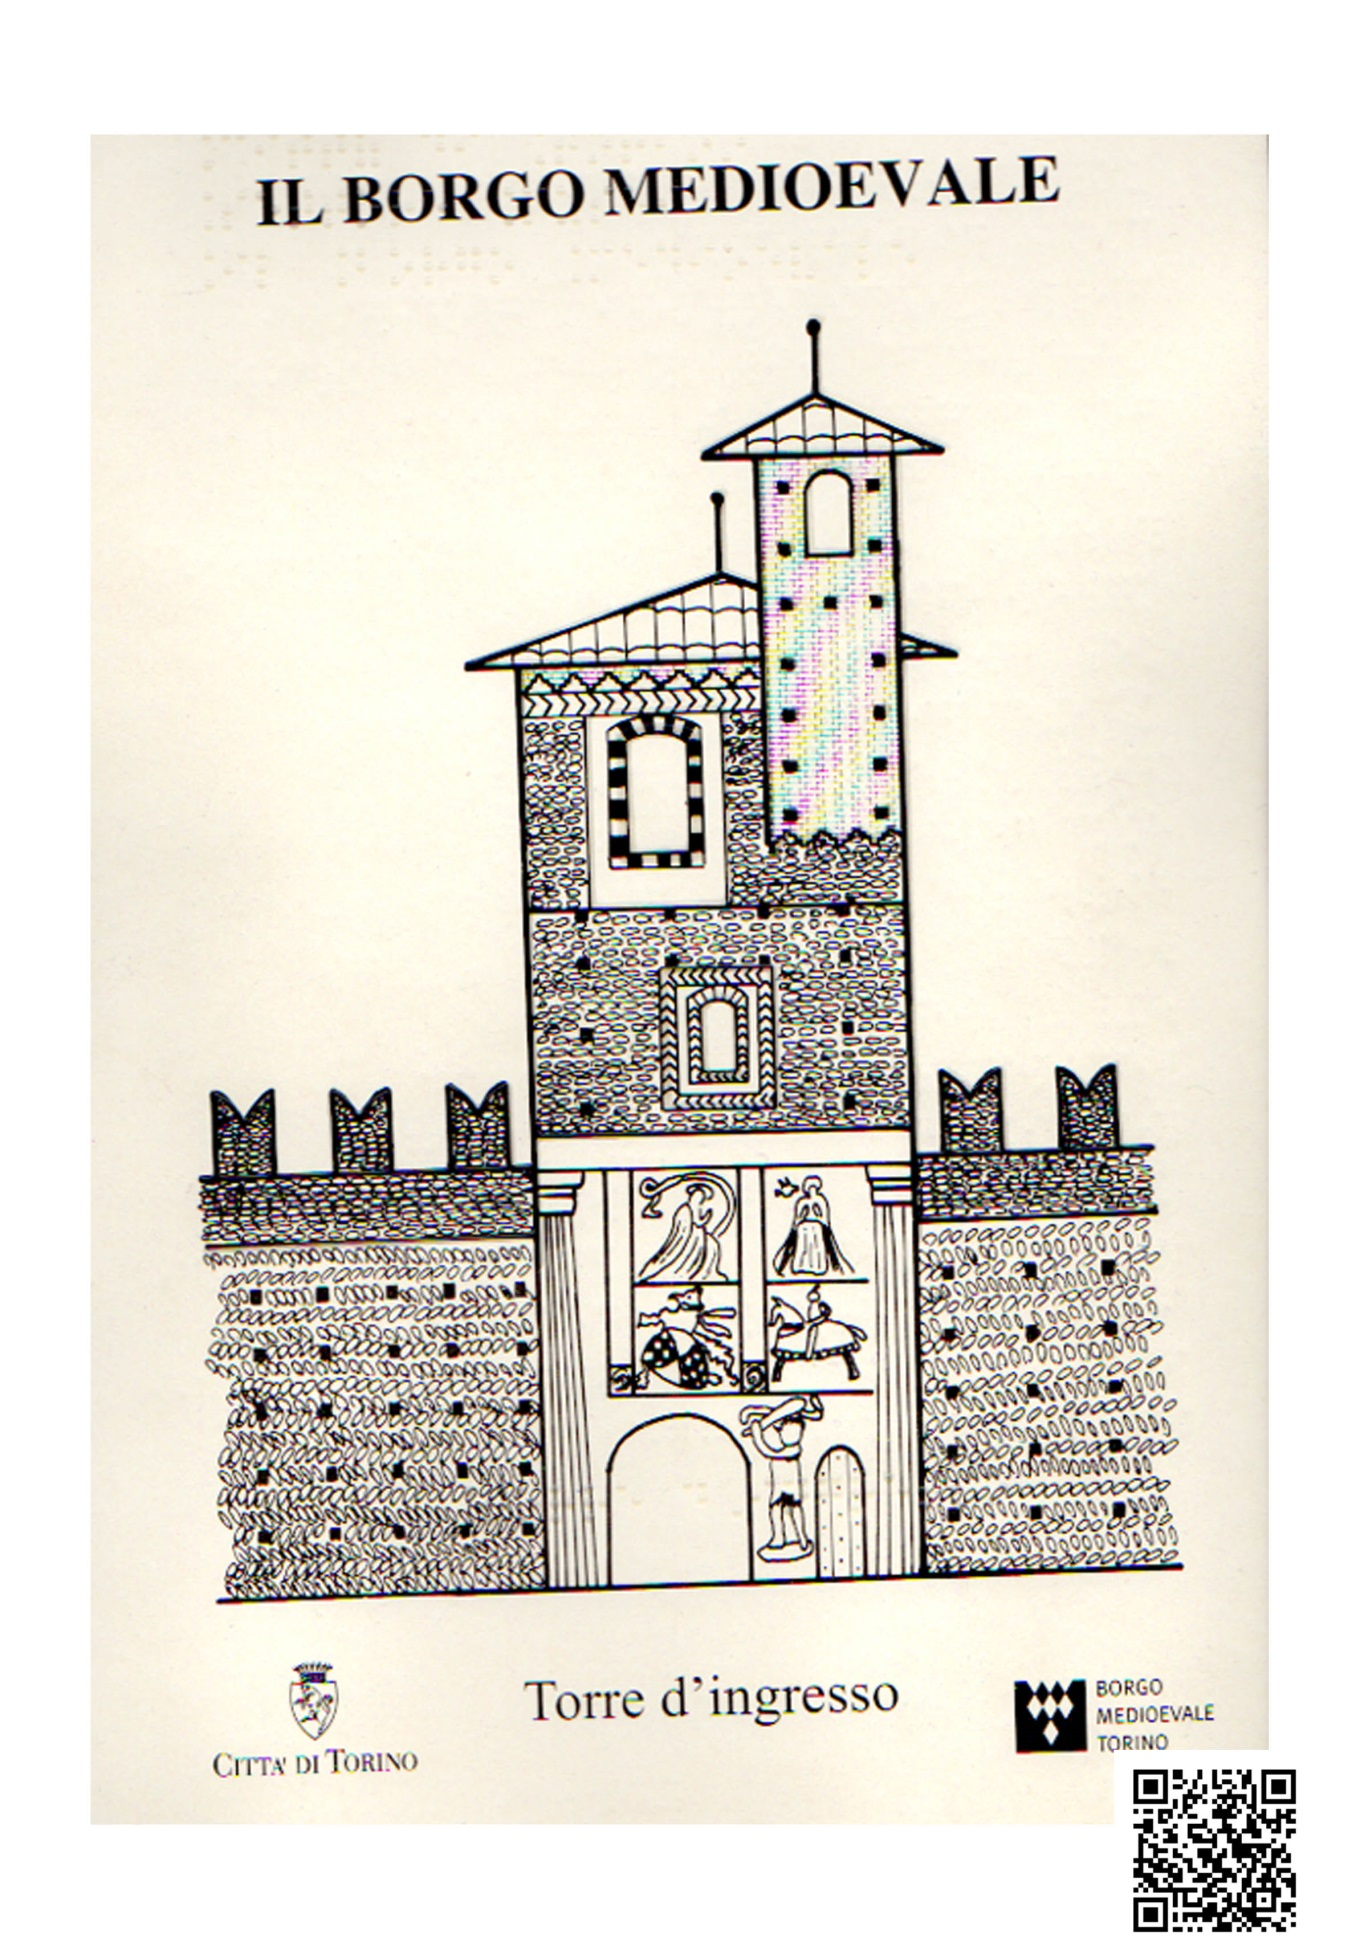 IL BORGO MEDIOEVALE
Torre d'ingresso
CITTA' DI TORINO
BORGO
MEDIOEVALE
TORINO